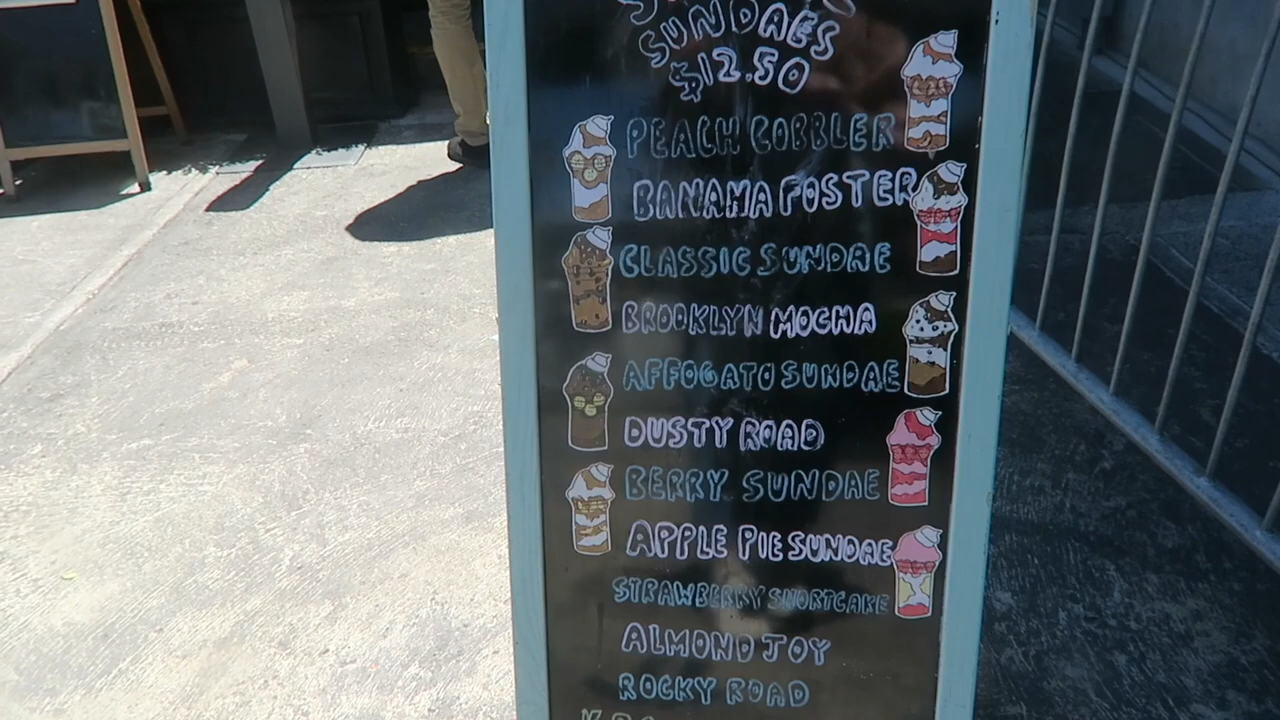 SUNDAES
$12.50
PEACH COBBLER
BANANA FOSTER
CLASSIC SUNDAE
BROOKLYN MOCHA
AFFOGATO SUNDAE
DUSTY ROAD
BERRY SUNDAE
APPLE PIE SUNDAE
STRAWBERRY SHORTCAKE
ALMOND JOY
ROCKY ROAD